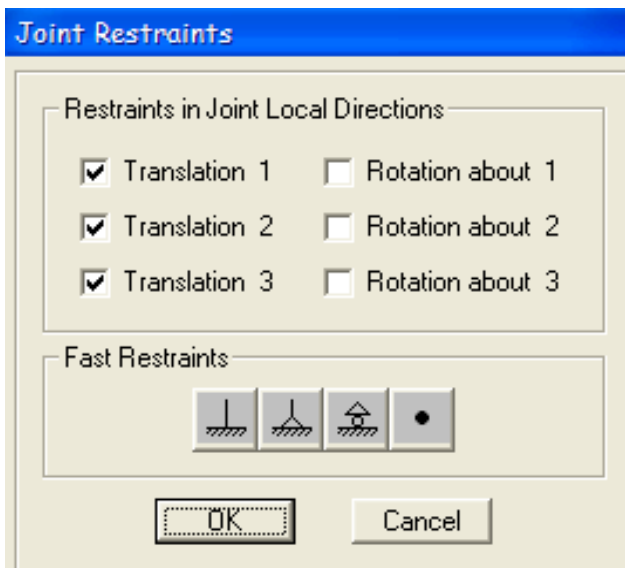 Joint Restraints
Restraints in Joint Local Directions
Translation 1 Rotation about 1
Translation 2 Rotation about 2
Translation 3 Rotation about 3
Fast Restraints
OK Cancel